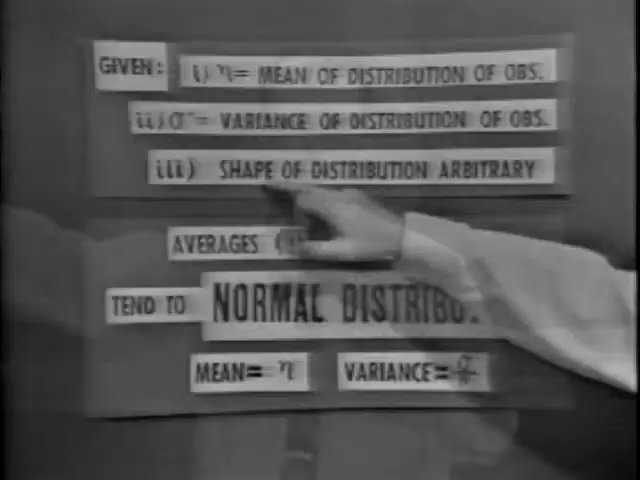 GIVEN: i) η= MEAN OF DISTRIBUTION OF OBS.
ii) σ²= VARIANCE OF DISTRIBUTION OF OBS.
iii) SHAPE OF DISTRIBUTION ARBITRARY
AVERAGES
TEND TO NORMAL
MEAN= η VARIANCE=